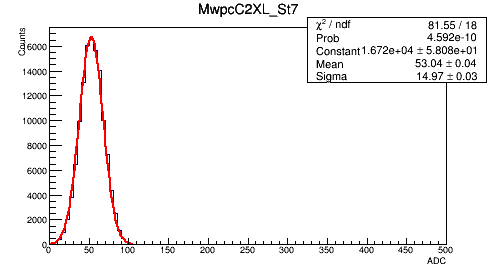 MwpcC2XL_St7
χ² / ndf 81.55 / 18
Prob 4.592e-10
Constant 1.672e+04 ± 5.808e+01
Mean 53.04 ± 0.04
Sigma 14.97 ± 0.03
Counts
16000
14000
12000
10000
8000
6000
4000
2000
0
0 50 100 150 200 250 300 350 400 450 500
ADC